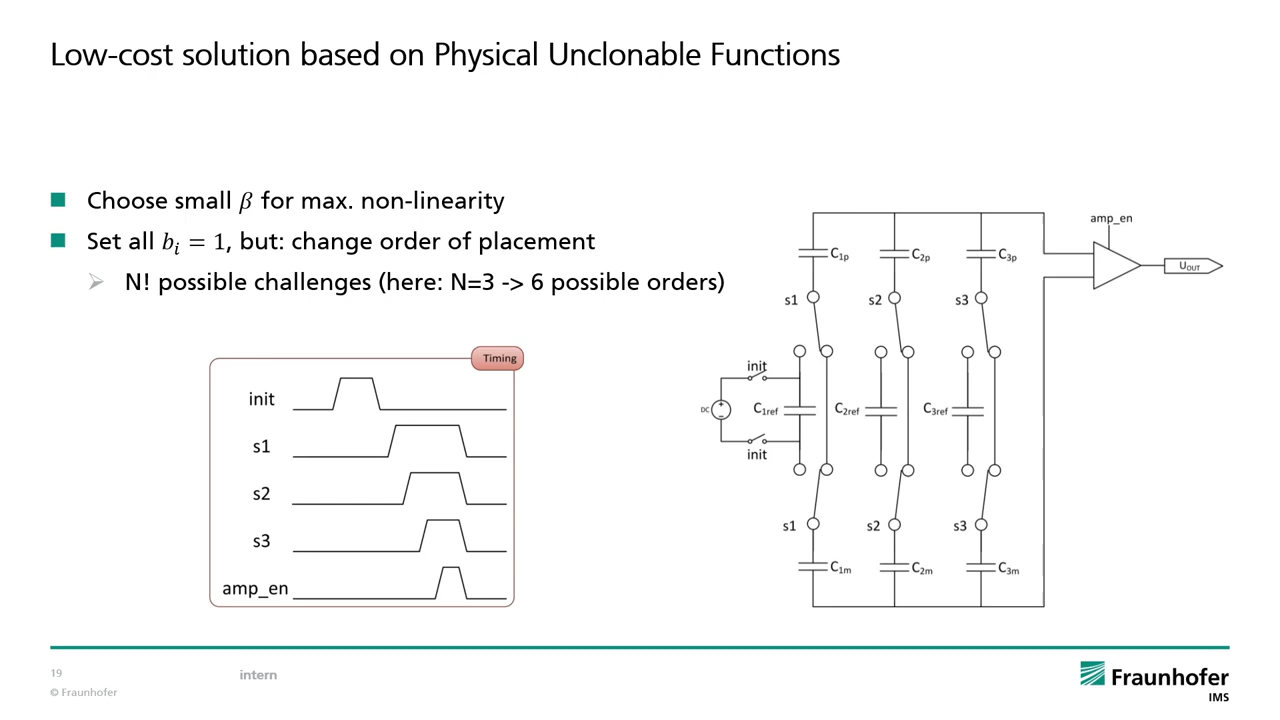 Low-cost solution based on Physical Unclonable Functions
Choose small β for max. non-linearity
Set all bᵢ = 1, but: change order of placement
N! possible challenges (here: N=3 -> 6 possible orders)
Timing
init
s1
s2
s3
amp_en
amp_en
C1p
C2p
C3p
UOUT
s1
s2
s3
init
DC
C1ref
C2ref
C3ref
init
s1
s2
s3
C1m
C2m
C3m
19
intern
© Fraunhofer
Fraunhofer
IMS